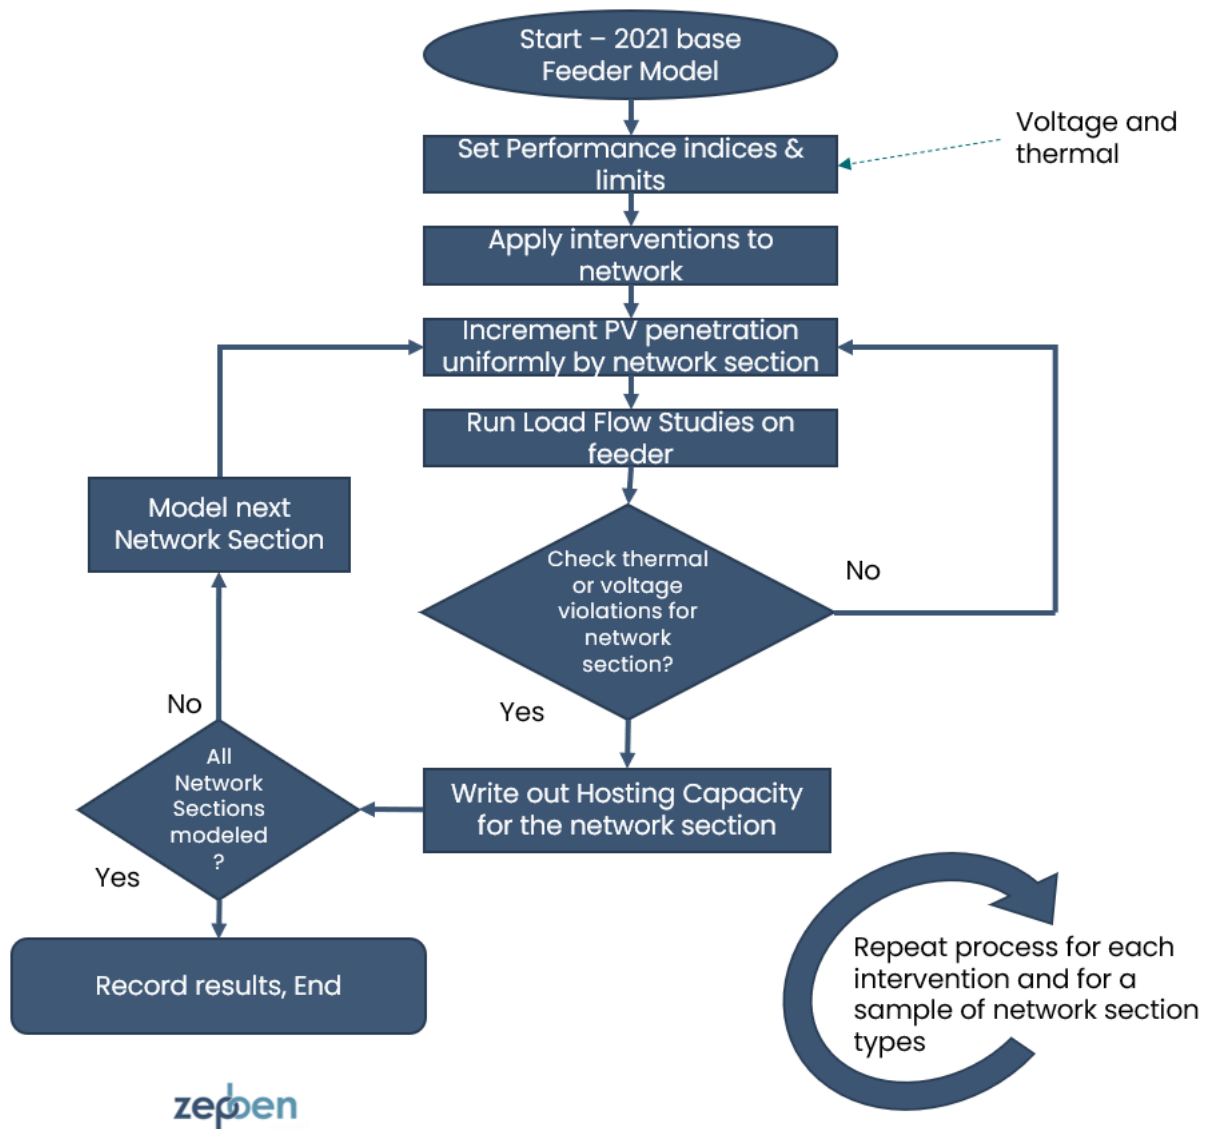 Start – 2021 base
Feeder Model
Voltage and
thermal
Set Performance indices &
limits
Apply interventions to
network
Increment PV penetration
uniformly by network section
Run Load Flow Studies on
feeder
Model next
Network Section
Check thermal
or voltage
violations for
network
section?
No
Yes
No
All
Network
Sections
modeled
?
Write out Hosting Capacity
for the network section
Yes
Record results, End
Repeat process for each
intervention and for a
sample of network section
types
zepben